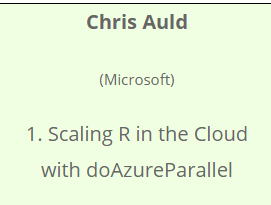 Chris Auld
(Microsoft)
1. Scaling R in the Cloud
with doAzureParallel